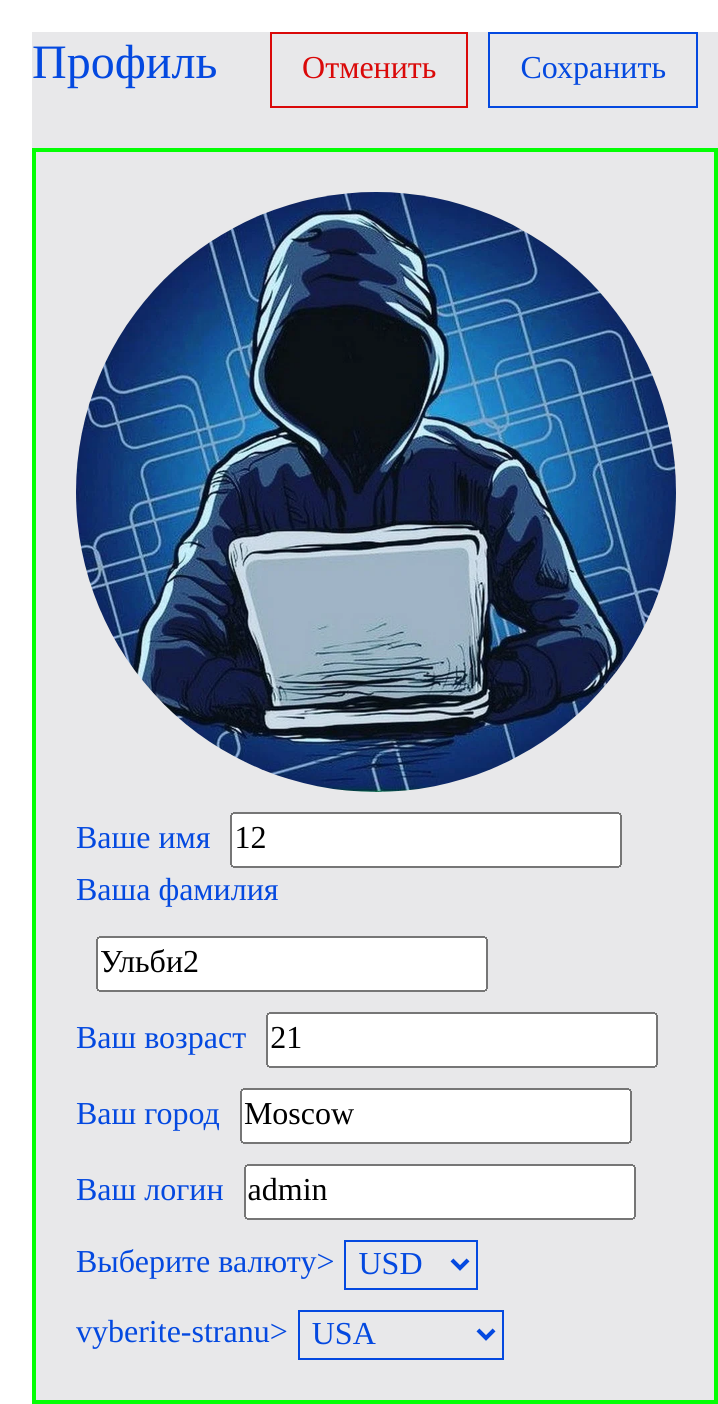 Профиль Отменить Сохранить
Ваше имя 12
Ваша фамилия
Ульби2
Ваш возраст 21
Ваш город Moscow
Ваш логин admin
Выберите валюту> USD
vyberite-stranu> USA